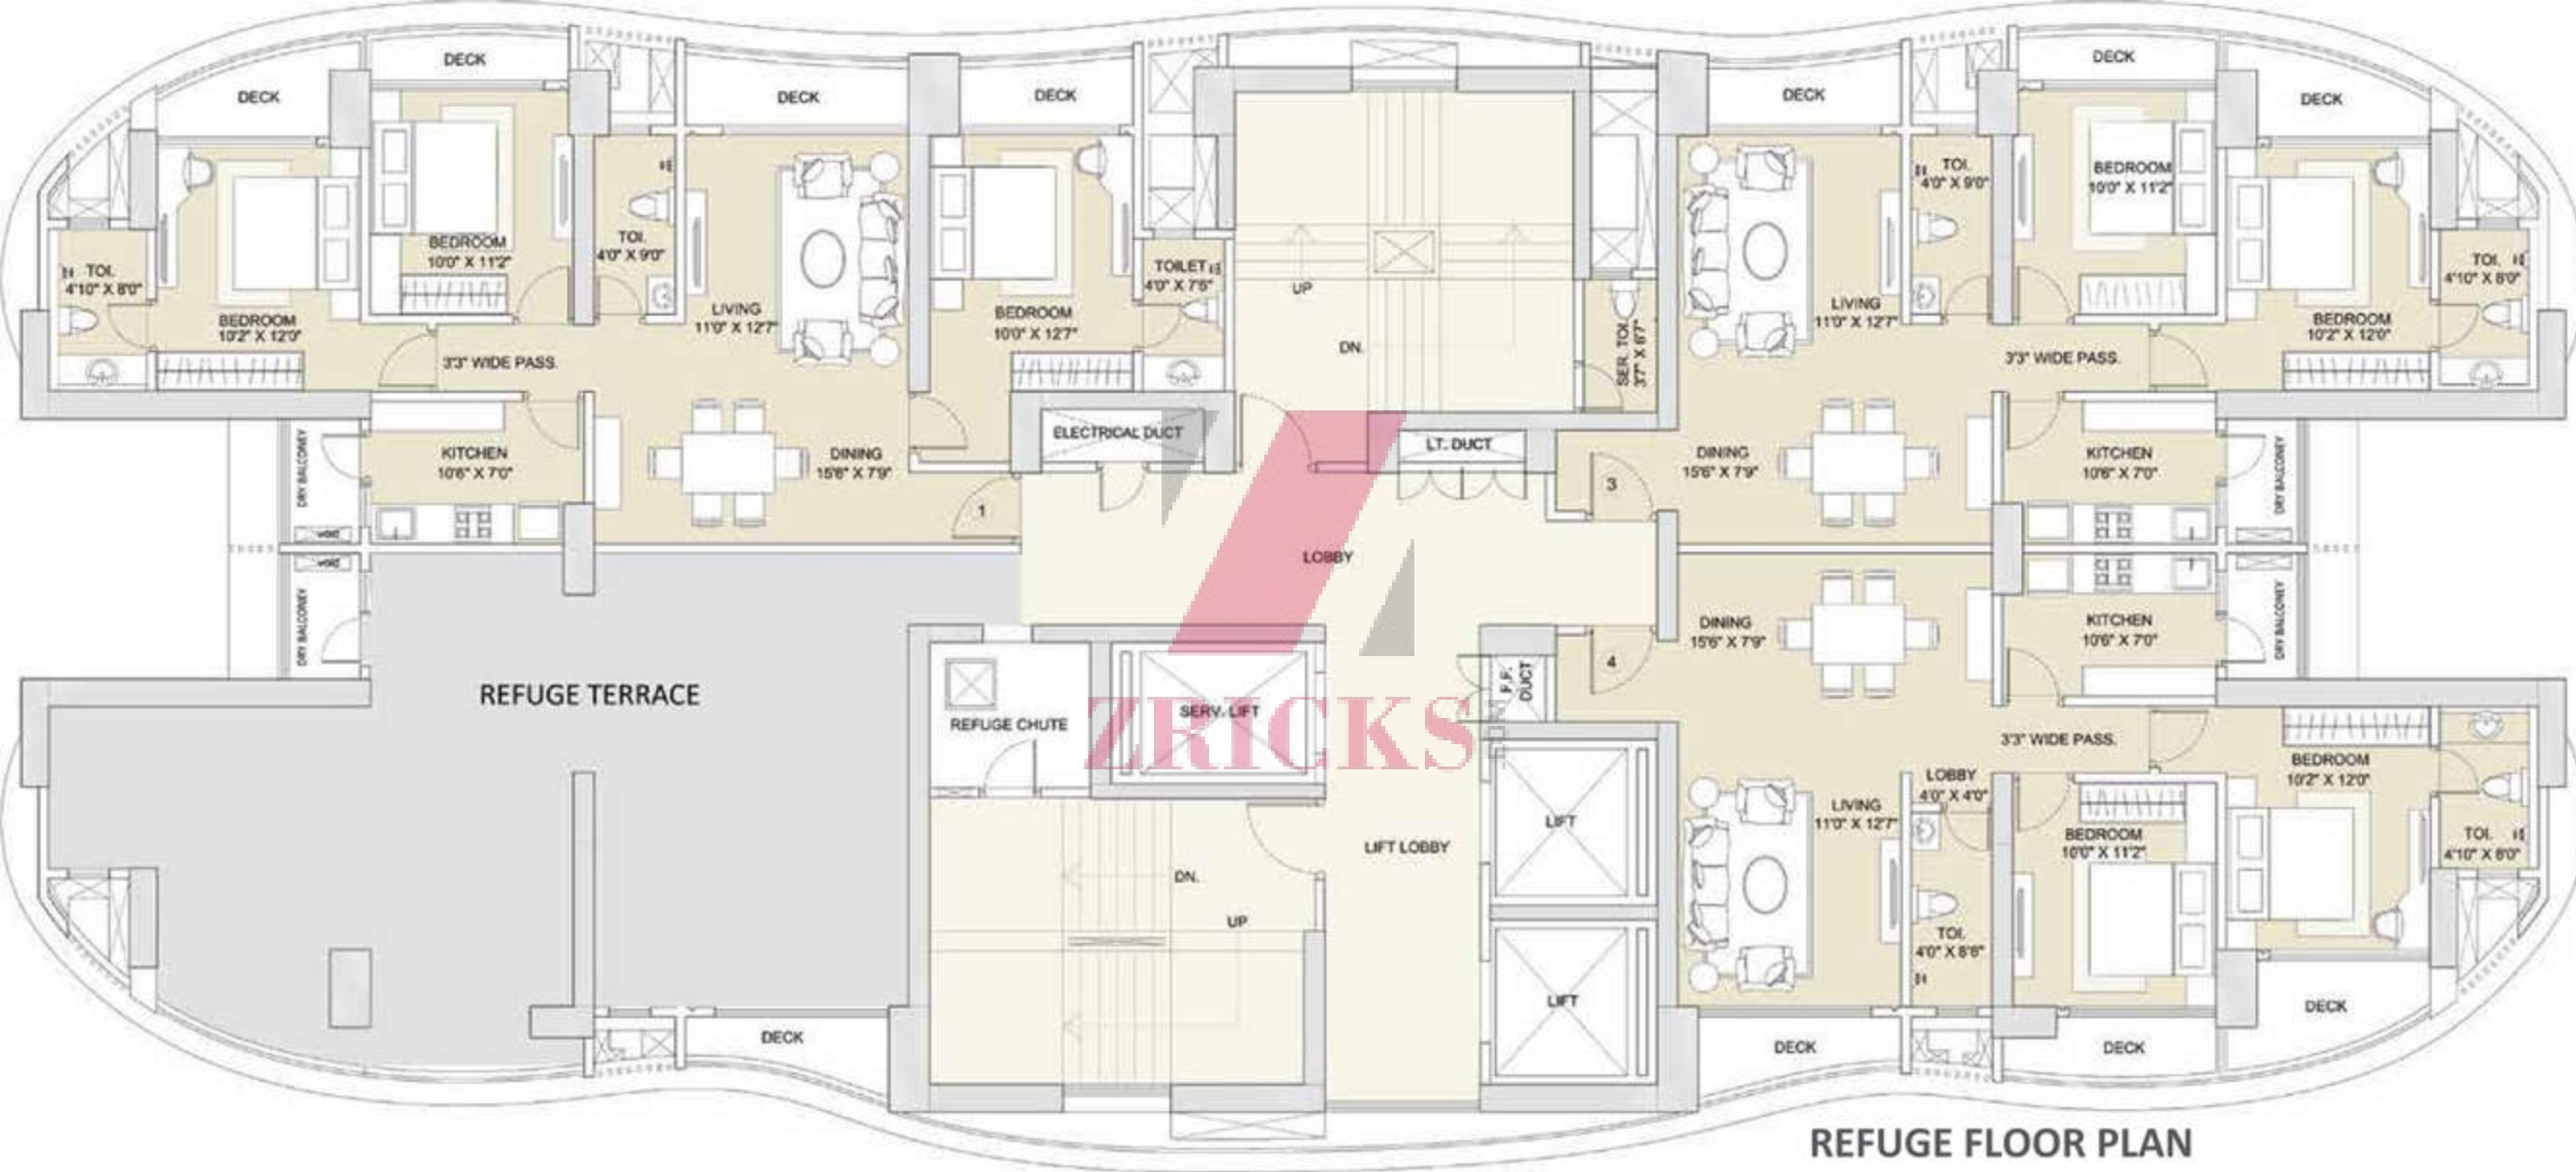 DECK
DECK
DECK
DECK
DECK
DECK
DECK
BEDROOM
10'0" X 11'2"
TOI.
4'0" X 9'0"
TOI.
4'10" X 8'0"
BEDROOM
10'2" X 12'0"
LIVING
11'0" X 12'7"
BEDROOM
10'0" X 12'7"
TOILET
4'0" X 7'6"
3'3" WIDE PASS.
UP
DN.
SER. TOI.
3'7" X 6'7"
TOI.
4'0" X 9'0"
BEDROOM
10'0" X 11'2"
LIVING
11'0" X 12'7"
BEDROOM
10'2" X 12'0"
TOI.
4'10" X 8'0"
3'3" WIDE PASS.
DRY BALCONEY
KITCHEN
10'6" X 7'0"
DINING
15'6" X 7'9"
1
ELECTRICAL DUCT
LT. DUCT
3
DINING
15'6" X 7'9"
KITCHEN
10'6" X 7'0"
DRY BALCONEY
void
void
LOBBY
DRY BALCONEY
REFUGE TERRACE
REFUGE CHUTE
SERV. LIFT
F.F.
DUCT
4
DINING
15'6" X 7'9"
KITCHEN
10'6" X 7'0"
DRY BALCONEY
ZRICKS
3'3" WIDE PASS.
LOBBY
4'0" X 4'0"
BEDROOM
10'2" X 12'0"
LIVING
11'0" X 12'7"
BEDROOM
10'0" X 11'2"
TOI.
4'10" X 8'0"
LIFT
LIFT LOBBY
DN.
UP
TOI.
4'0" X 8'6"
LIFT
DECK
DECK
DECK
DECK
REFUGE FLOOR PLAN